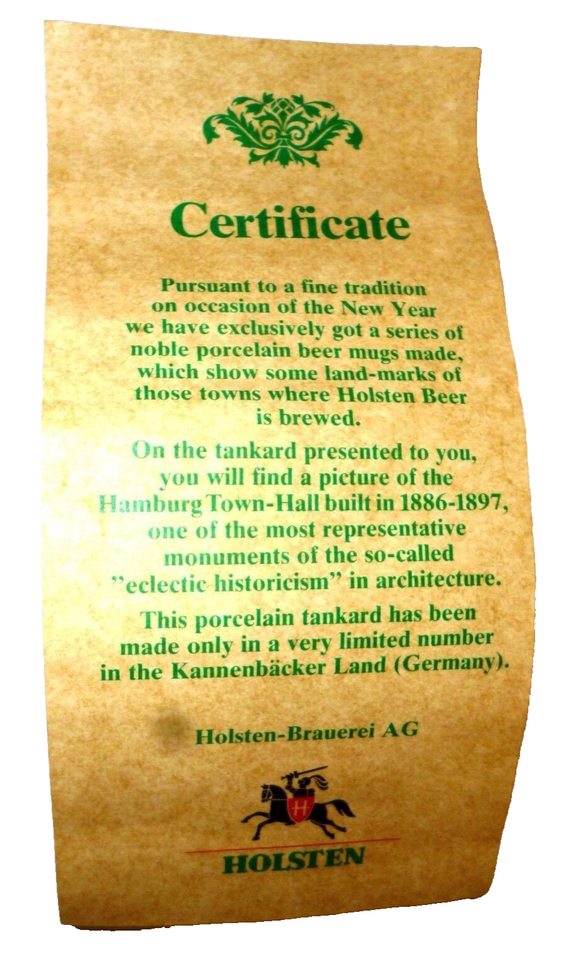 Certificate
Pursuant to a fine tradition
on occasion of the New Year
we have exclusively got a series of
noble porcelain beer mugs made,
which show some land-marks of
those towns where Holsten Beer
is brewed.
On the tankard presented to you,
you will find a picture of the
Hamburg Town-Hall built in 1886-1897,
one of the most representative
monuments of the so-called
”eclectic historicism” in architecture.
This porcelain tankard has been
made only in a very limited number
in the Kannenbäcker Land (Germany).
Holsten-Brauerei AG
H
HOLSTEN